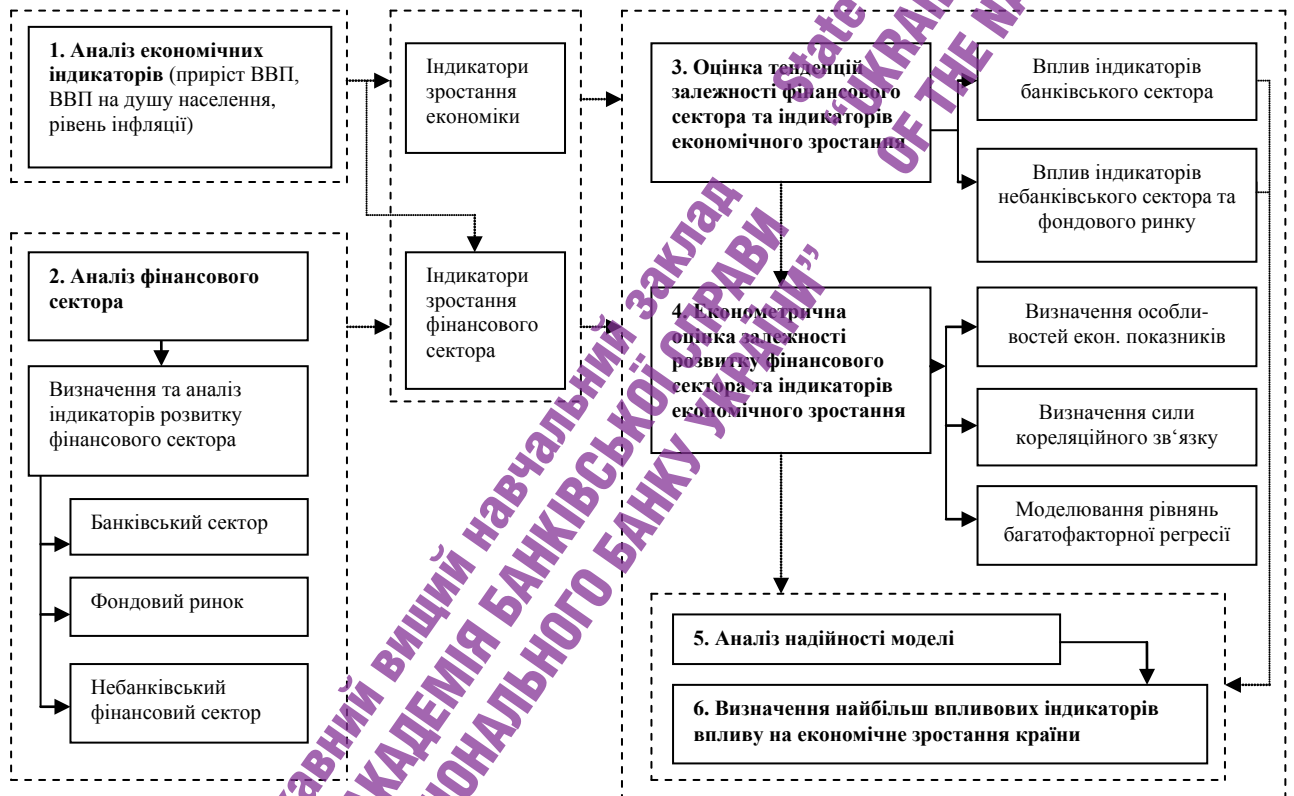 1. Аналіз економічних
індикаторів (приріст ВВП,
ВВП на душу населення,
рівень інфляції)
Індикатори
зростання
економіки
3. Оцінка тенденцій
залежності фінансового
сектора та індикаторів
економічного зростання
Вплив індикаторів
банківського сектора
Вплив індикаторів
небанківського сектора та
фондового ринку
2. Аналіз фінансового
сектора
Індикатори
зростання
фінансового
сектора
4. Економетрична
оцінка залежності
розвитку фінансового
сектора та індикаторів
економічного зростання
Визначення особли-
востей екон. показників
Визначення та аналіз
індикаторів розвитку
фінансового сектора
Визначення сили
кореляційного зв‘язку
Моделювання рівнянь
багатофакторної регресії
Банківський сектор
Фондовий ринок
Небанківський
фінансовий сектор
5. Аналіз надійності моделі
6. Визначення найбільш впливових індикаторів
впливу на економічне зростання країни
вищий навчальний заклад
АКАДЕМІЯ БАНКІВСЬКОЇ СПРАВИ
БАНКУ УКРАЇНИ”
State
OF THE